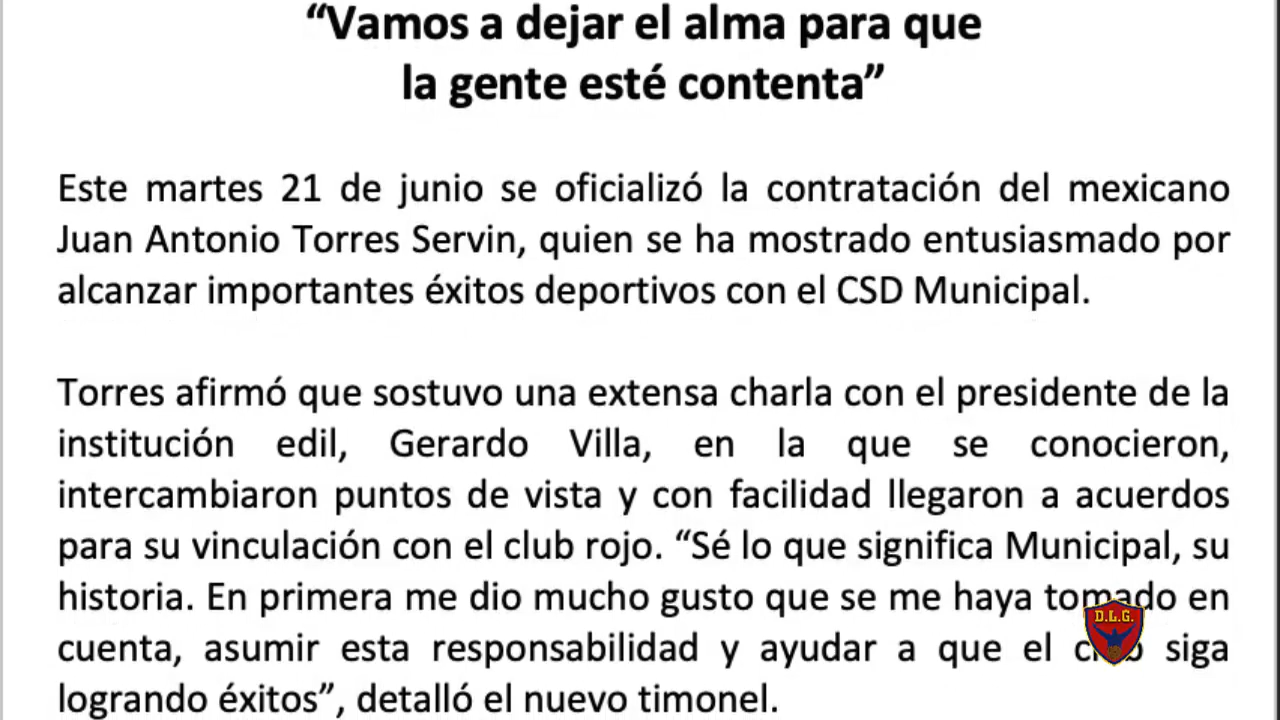 “Vamos a dejar el alma para que
la gente esté contenta”
Este martes 21 de junio se oficializó la contratación del mexicano
Juan Antonio Torres Servin, quien se ha mostrado entusiasmado por
alcanzar importantes éxitos deportivos con el CSD Municipal.
Torres afirmó que sostuvo una extensa charla con el presidente de la
institución edil, Gerardo Villa, en la que se conocieron,
intercambiaron puntos de vista y con facilidad llegaron a acuerdos
para su vinculación con el club rojo. “Sé lo que significa Municipal, su
historia. En primera me dio mucho gusto que se me haya tomado en
cuenta, asumir esta responsabilidad y ayudar a que el club siga
logrando éxitos”, detalló el nuevo timonel.
D.L.G.